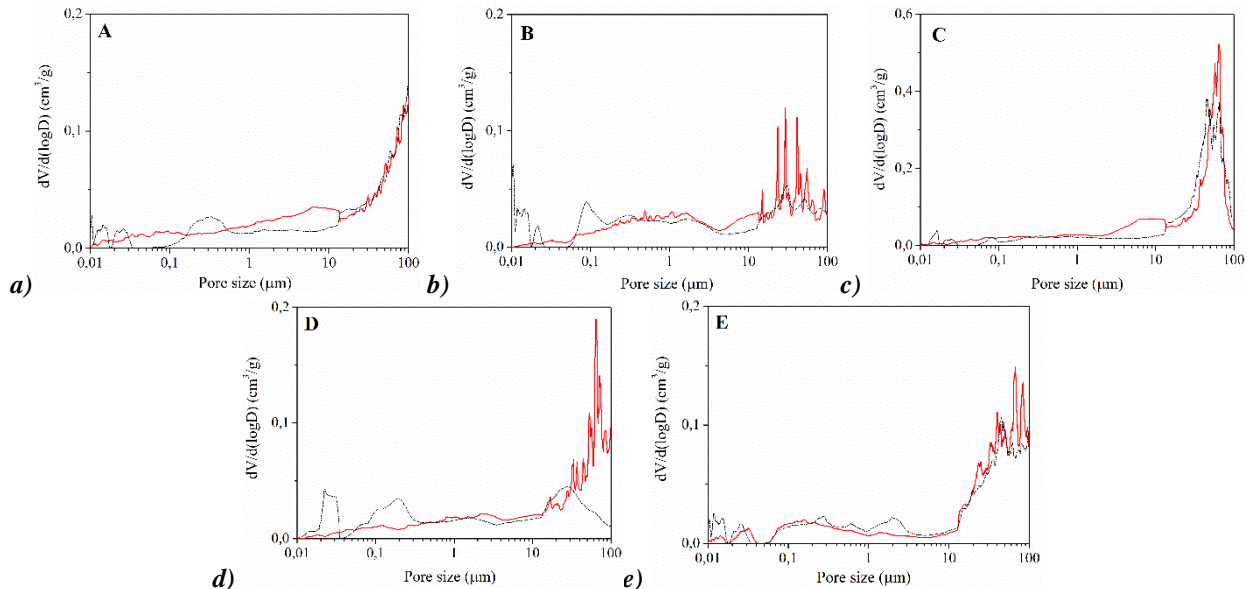 A
0,2
0,1
0,0
dV/d(logD) (cm³/g)
0,01 0,1 1 10 100
Pore size (µm)
a)
B
0,2
0,1
0,0
dV/d(logD) (cm³/g)
0,01 0,1 1 10 100
Pore size (µm)
b)
C
0,6
0,4
0,2
0,0
dV/d(logD) (cm³/g)
0,01 0,1 1 10 100
Pore size (µm)
c)
D
0,2
0,1
0,0
dV/d(logD) (cm³/g)
0,01 0,1 1 10 100
Pore size (µm)
d)
E
0,2
0,1
0,0
dV/d(logD) (cm³/g)
0,01 0,1 1 10 100
Pore size (µm)
e)